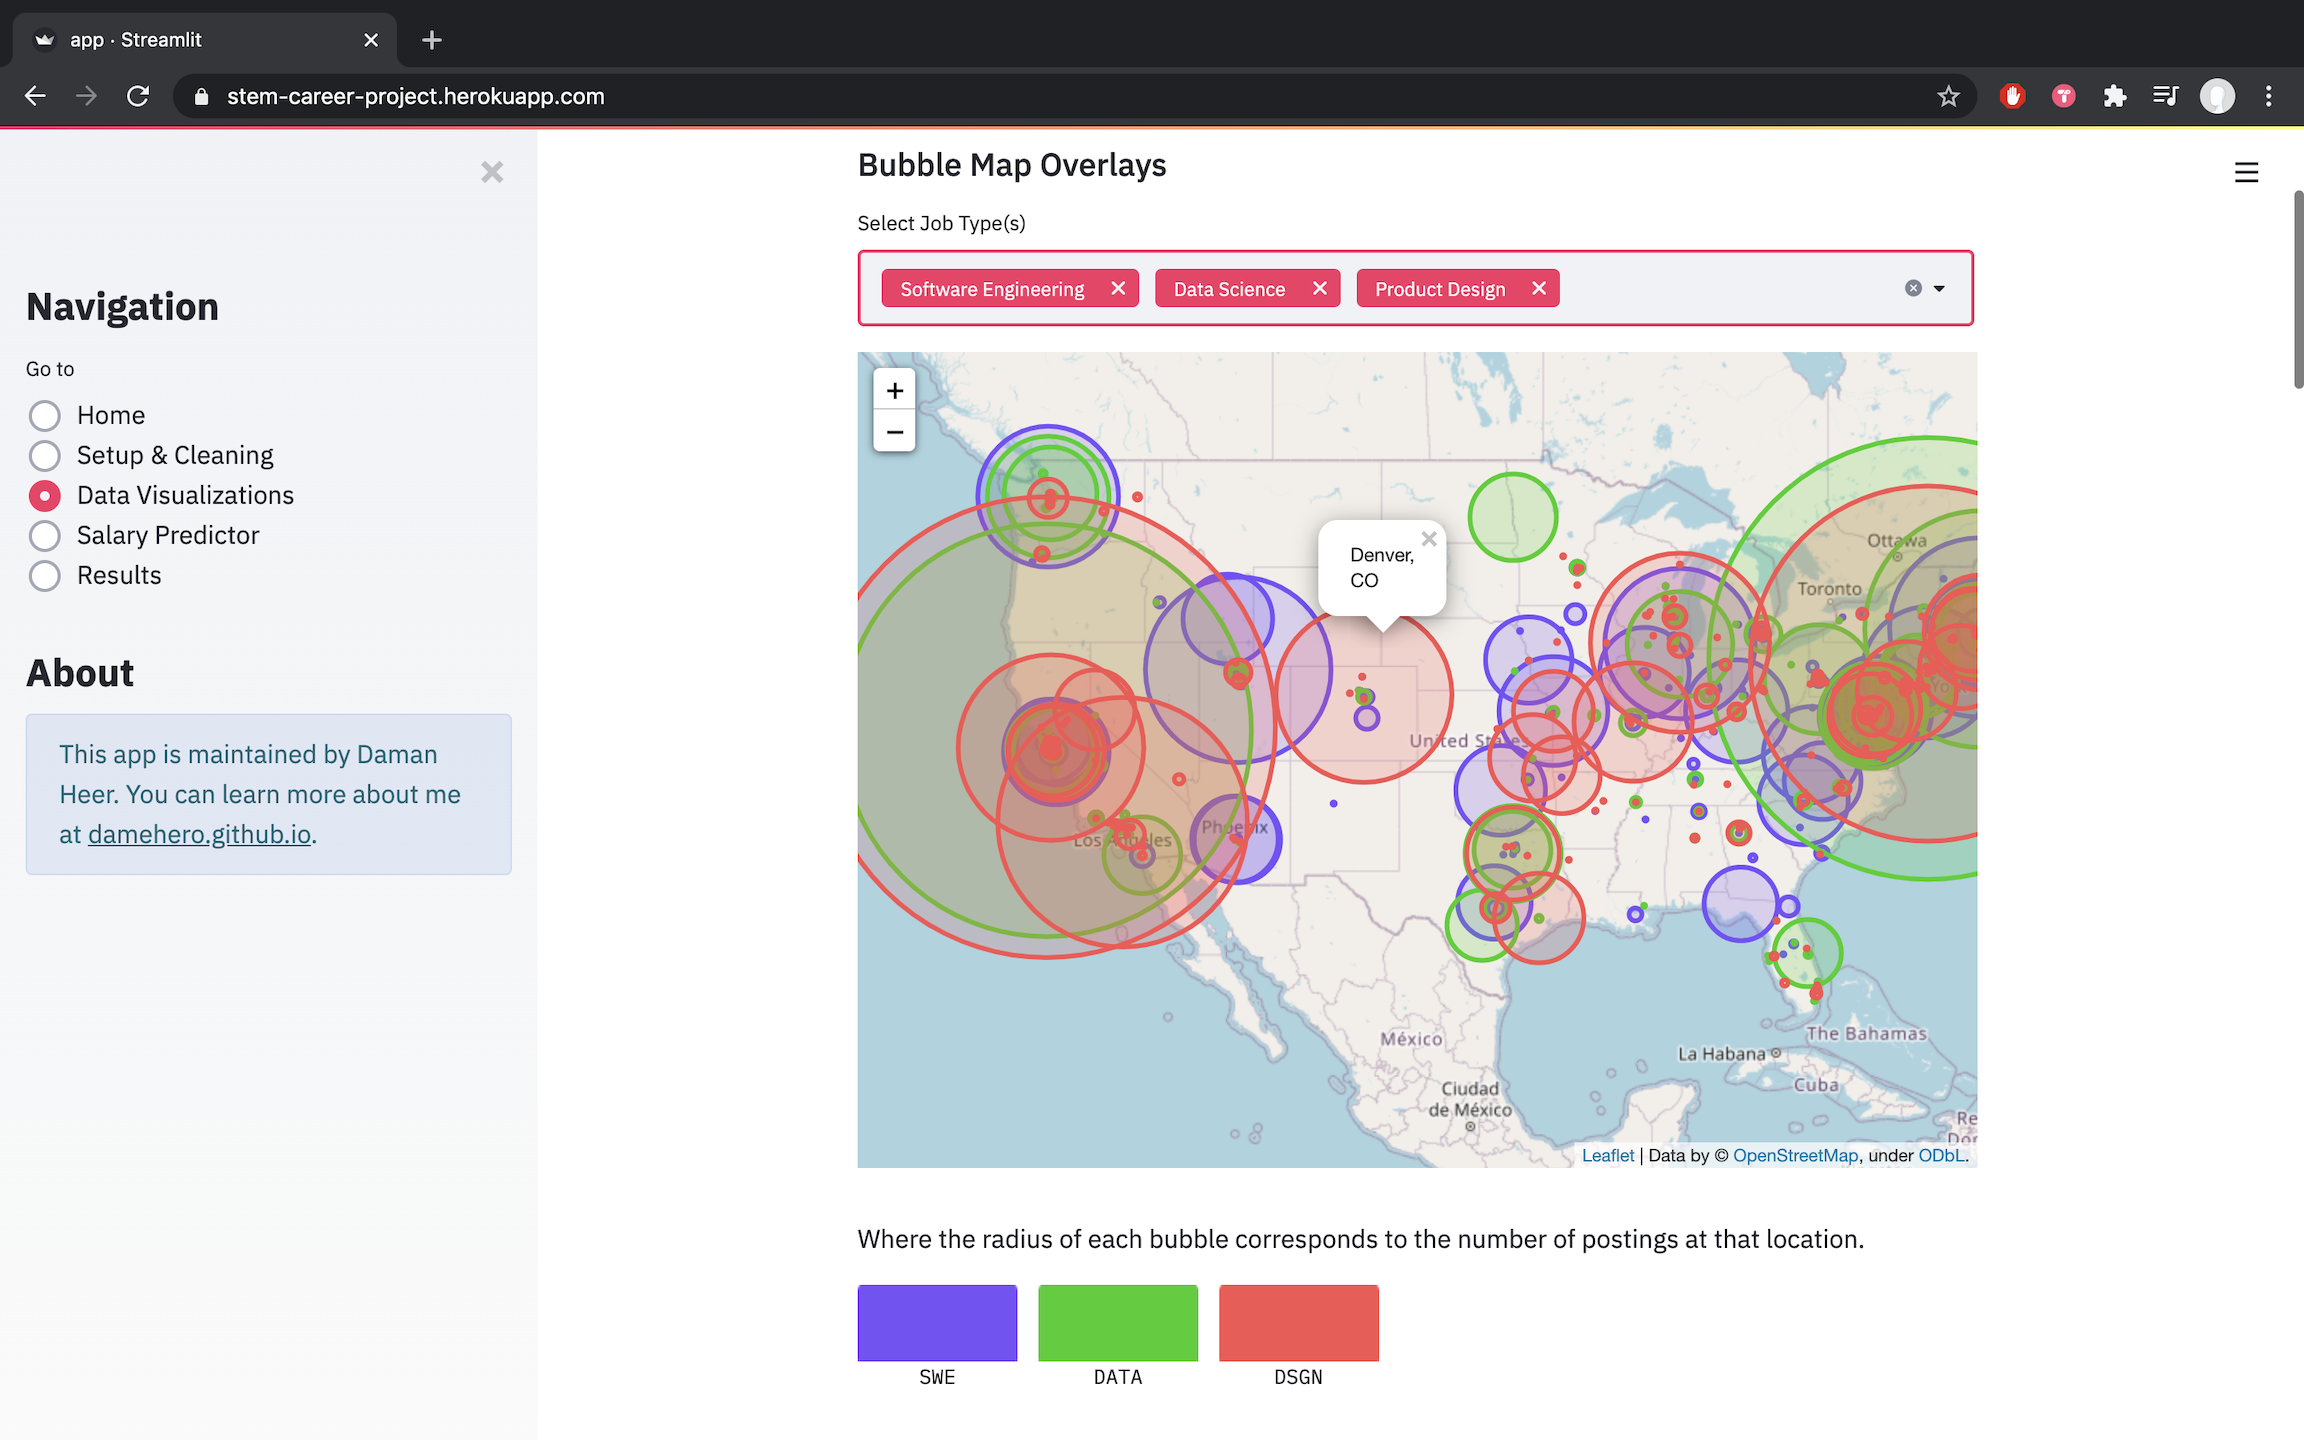 app · Streamlit
stem-career-project.herokuapp.com
Navigation
Go to
Home
Setup & Cleaning
Data Visualizations
Salary Predictor
Results
About
This app is maintained by Daman
Heer. You can learn more about me
at damehero.github.io.
Bubble Map Overlays
Select Job Type(s)
Software Engineering
Data Science
Product Design
+
−
Denver,
CO
Ottawa
Toronto
United States
Phoenix
Los Angeles
México
Ciudad
de México
La Habana
The Bahamas
Cuba
Leaflet | Data by © OpenStreetMap, under ODbL.
Where the radius of each bubble corresponds to the number of postings at that location.
SWE
DATA
DSGN